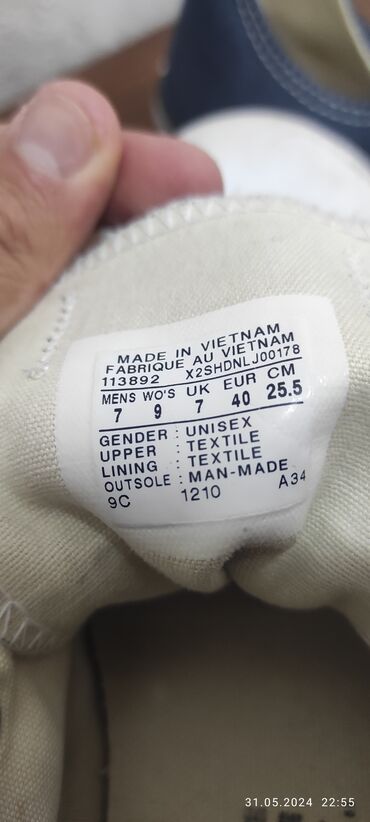 MADE IN VIETNAM
FABRIQUE AU VIETNAM
113892 X2SHDNLJ00178
MENS WO'S UK EUR CM
7 9 7 40 25.5
GENDER : UNISEX
UPPER : TEXTILE
LINING : TEXTILE
OUTSOLE : MAN-MADE
9C 1210 A34
31.05.2024 22:55